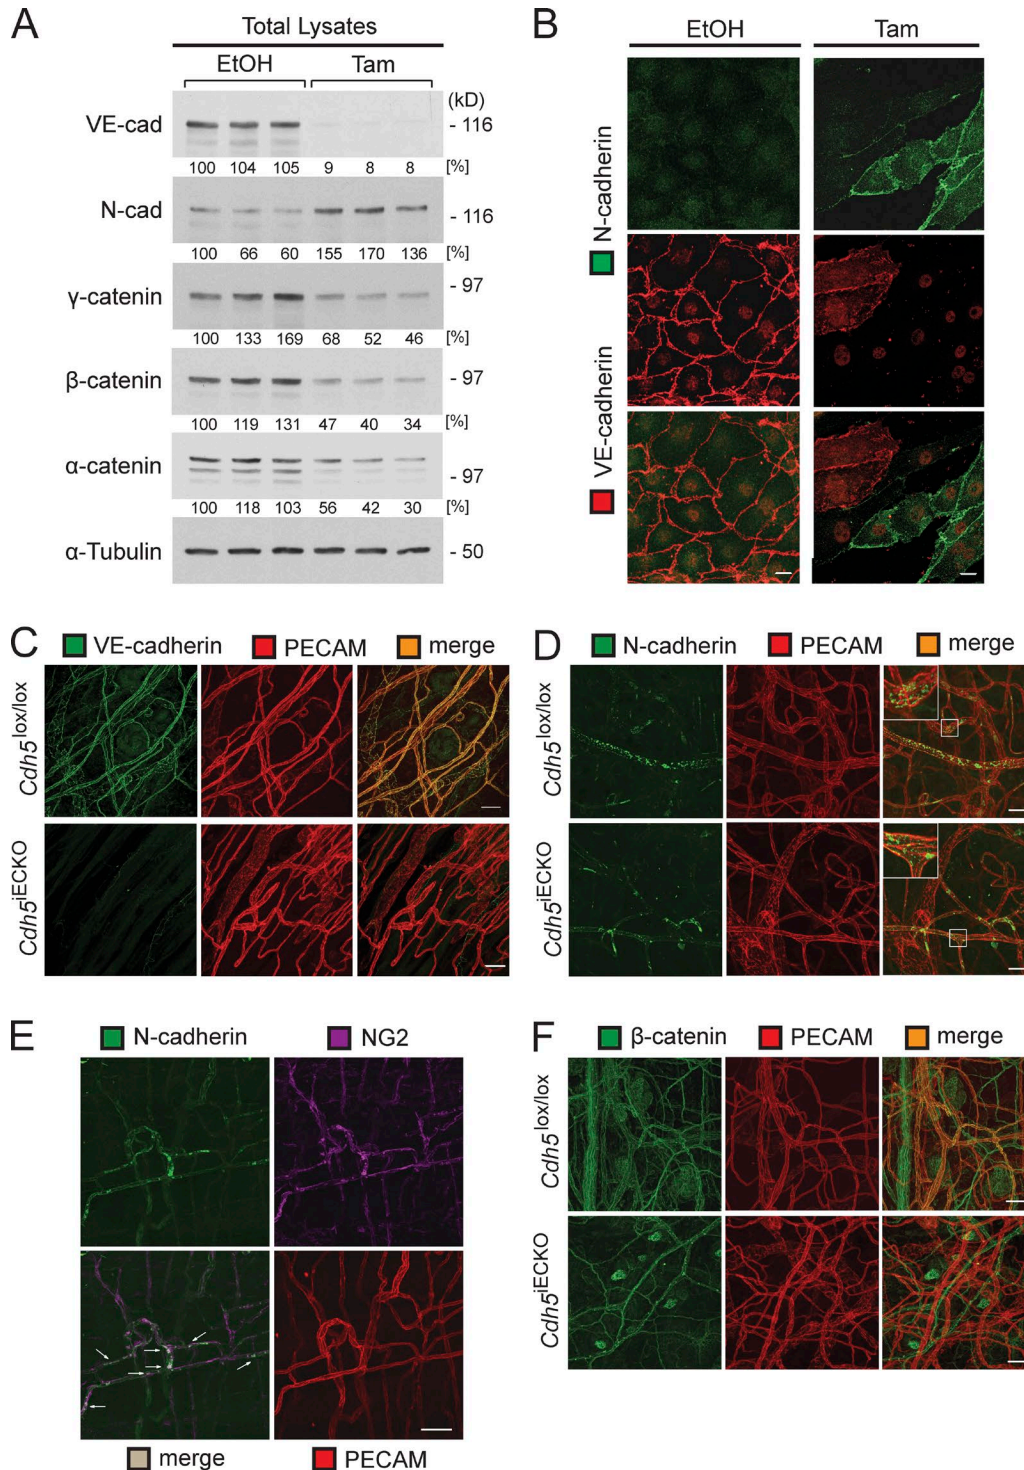 A
Total Lysates
EtOH Tam
(kD)
VE-cad - 116
100 104 105 9 8 8 [%]
N-cad - 116
100 66 60 155 170 136 [%]
γ-catenin - 97
100 133 169 68 52 46 [%]
β-catenin - 97
100 119 131 47 40 34 [%]
α-catenin - 97
100 118 103 56 42 30 [%]
α-Tubulin - 50
B
EtOH Tam
N-cadherin
VE-cadherin
C
VE-cadherin PECAM merge
Cdh5lox/lox
Cdh5iECKO
D
N-cadherin PECAM merge
Cdh5lox/lox
Cdh5iECKO
E
N-cadherin NG2
merge PECAM
F
β-catenin PECAM merge
Cdh5lox/lox
Cdh5iECKO